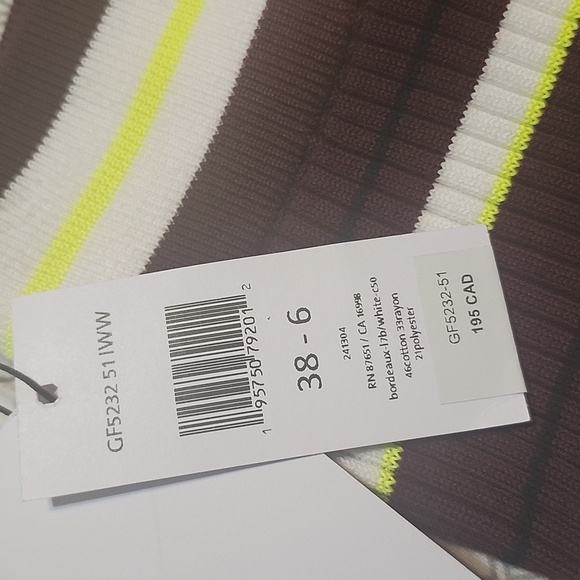 GF5232 51 IWW
1 95750 79201 2
38 - 6
241304
RN 87651 / CA 16998
bordeaux-l7b/white-c50
46cotton 33rayon
21polyester
GF5232-51
195 CAD